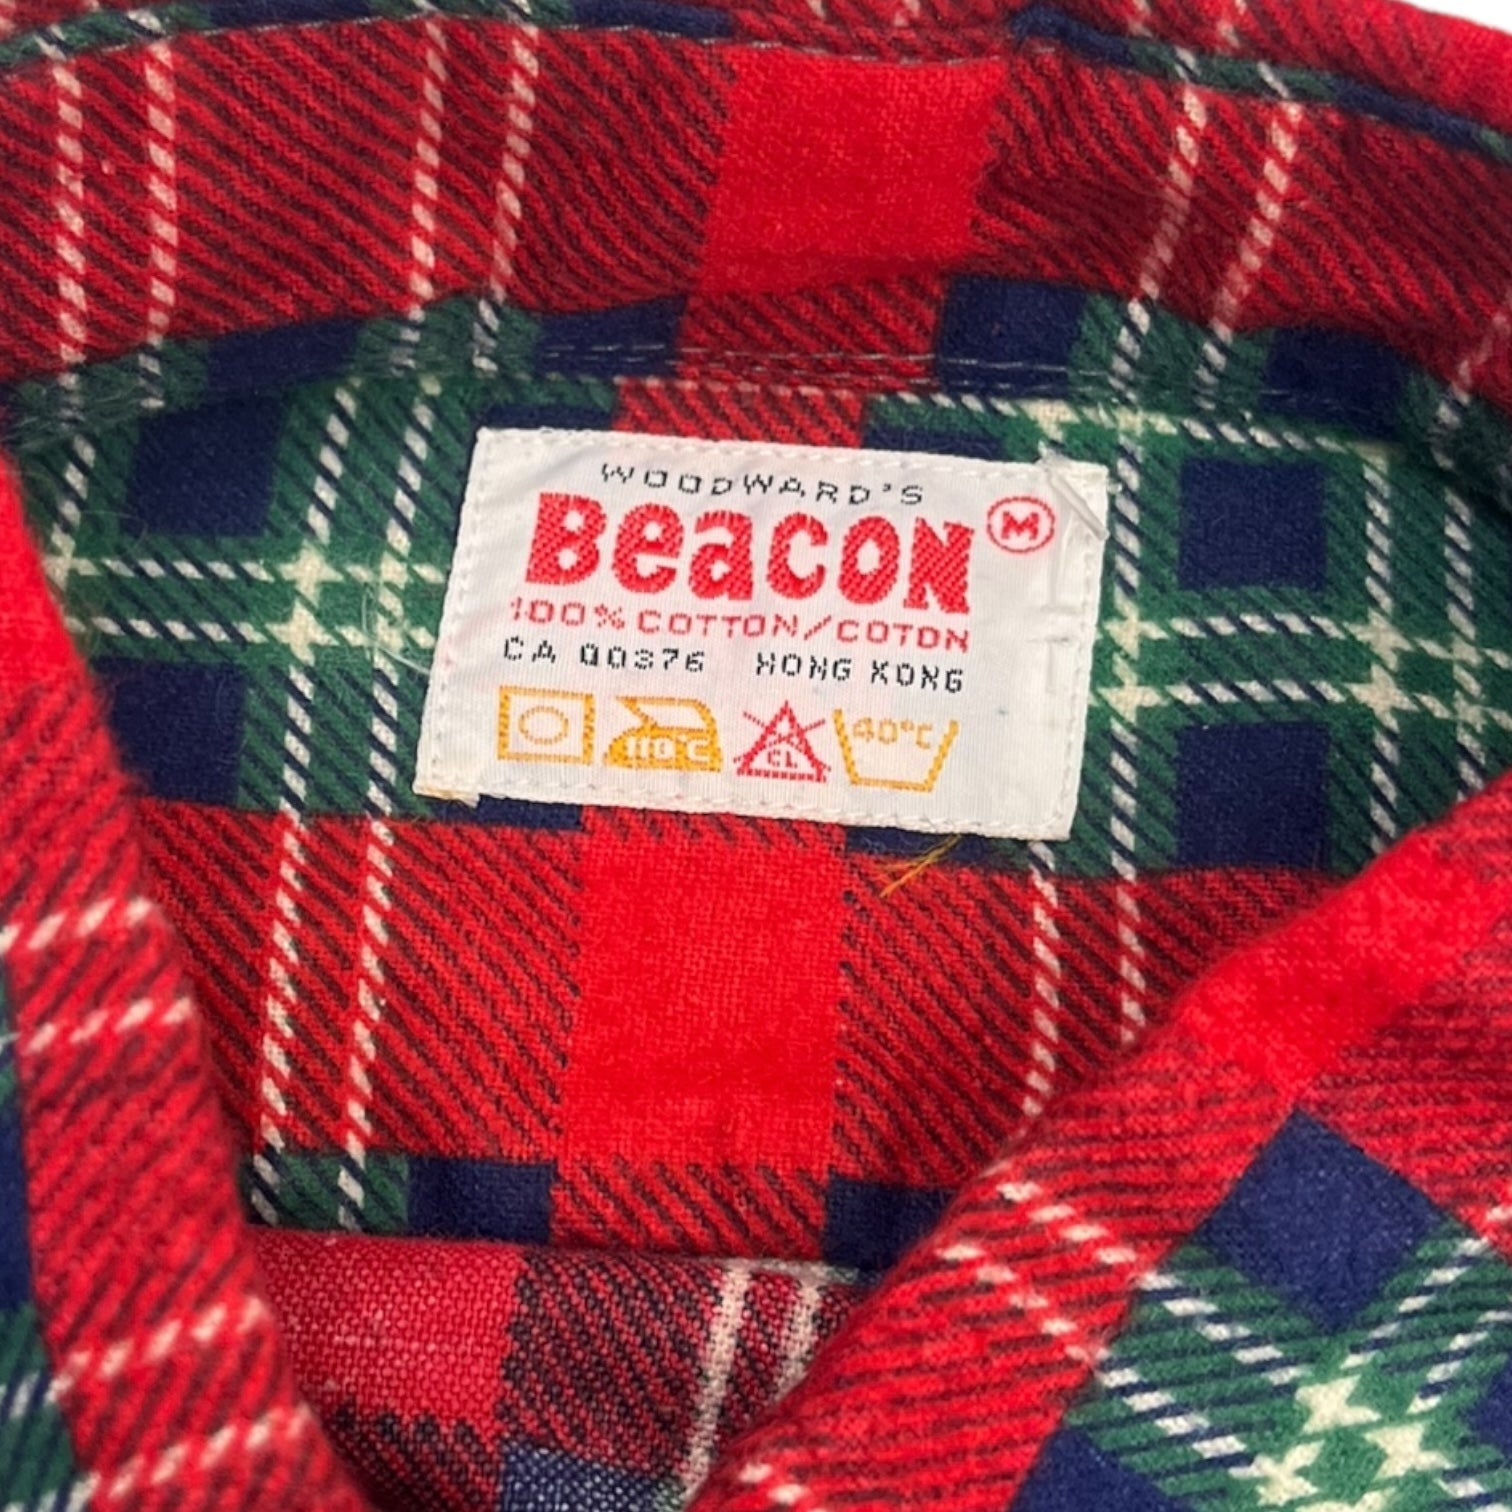 WOODWARD'S
BeacoN M
100% COTTON/COTON
CA 00376 HONG KONG
110°C CL 40°C